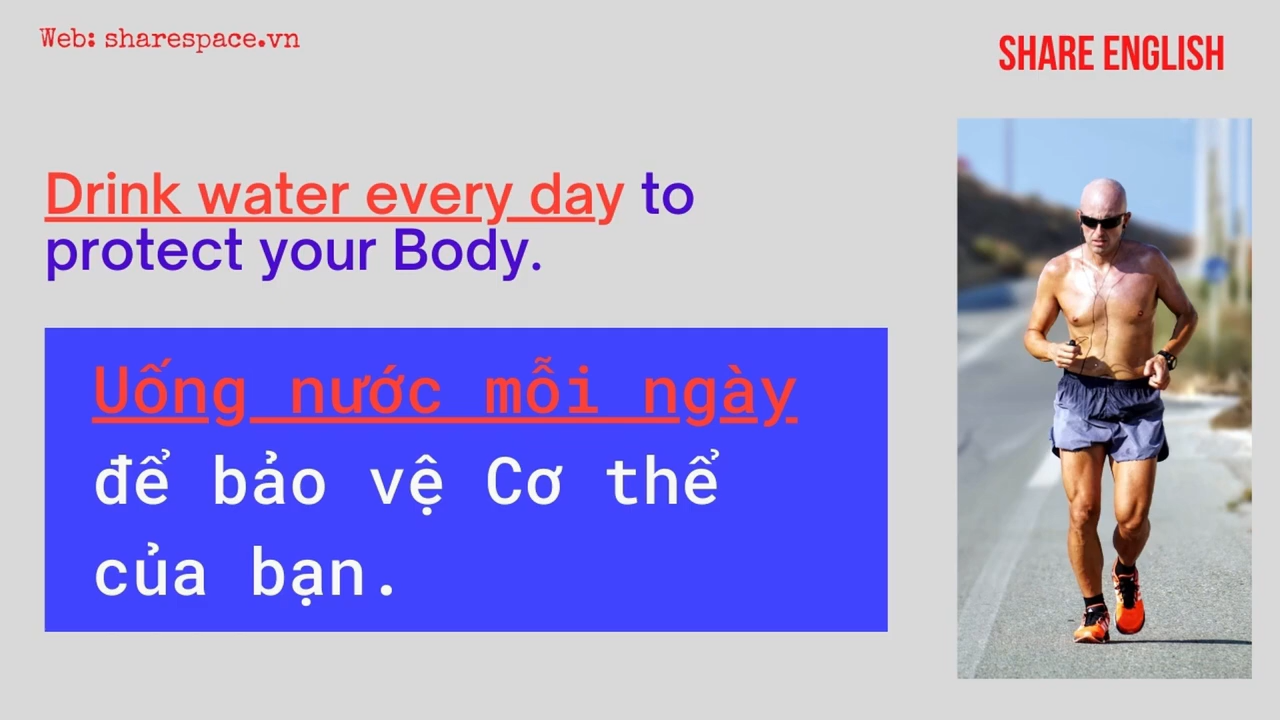 Web: sharespace.vn
SHARE ENGLISH
Drink water every day to
protect your Body.
Uống nước mỗi ngày
để bảo vệ Cơ thể
của bạn.